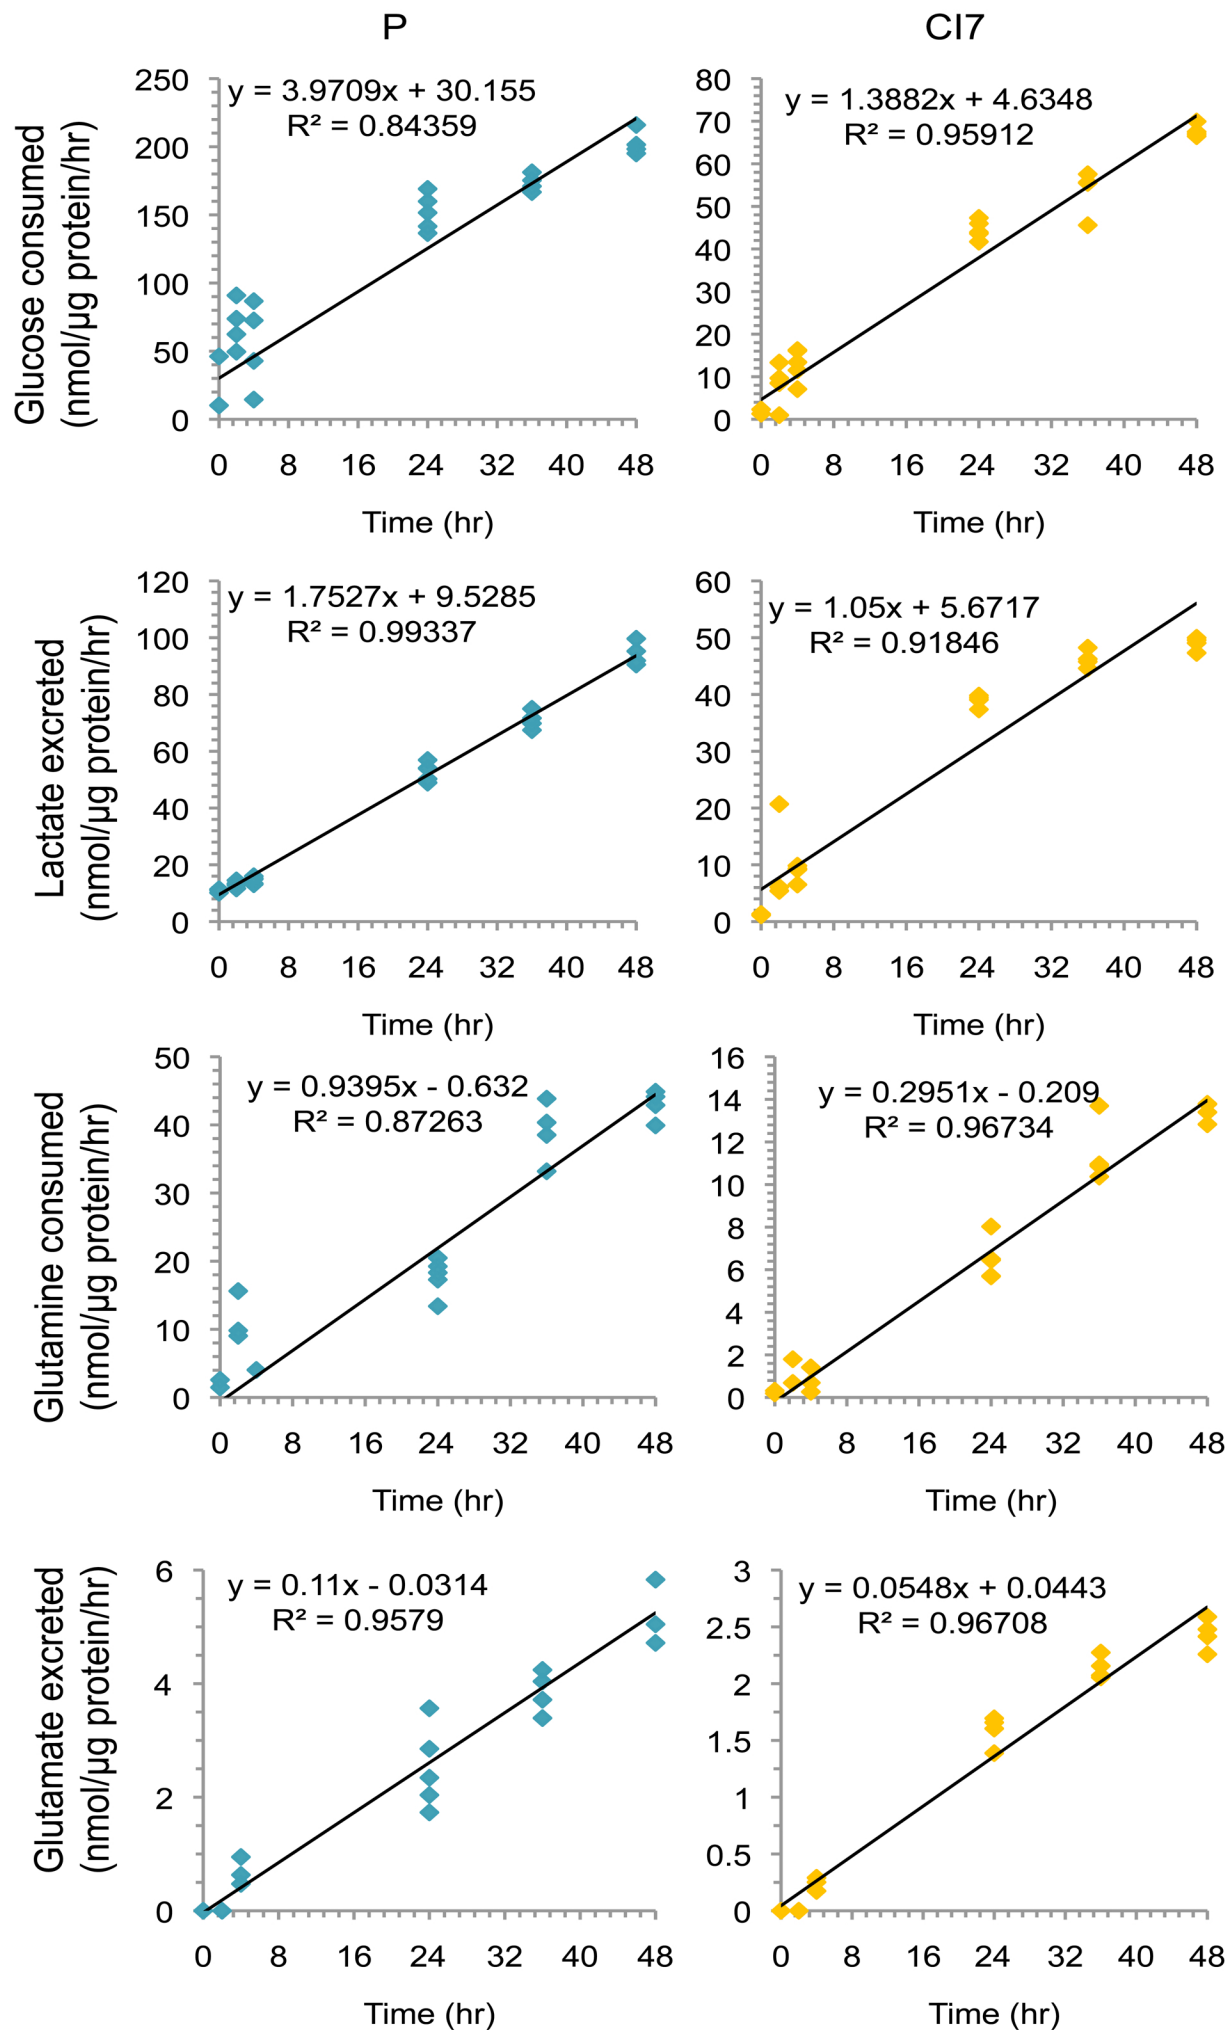 P
CI7
Glucose consumed
(nmol/µg protein/hr)
250
200
150
100
50
0
y = 3.9709x + 30.155
R² = 0.84359
0 8 16 24 32 40 48
Time (hr)
80
70
60
50
40
30
20
10
0
y = 1.3882x + 4.6348
R² = 0.95912
0 8 16 24 32 40 48
Time (hr)
Lactate excreted
(nmol/µg protein/hr)
120
100
80
60
40
20
0
y = 1.7527x + 9.5285
R² = 0.99337
0 8 16 24 32 40 48
Time (hr)
60
50
40
30
20
10
0
y = 1.05x + 5.6717
R² = 0.91846
0 8 16 24 32 40 48
Time (hr)
Glutamine consumed
(nmol/µg protein/hr)
50
40
30
20
10
0
y = 0.9395x - 0.632
R² = 0.87263
0 8 16 24 32 40 48
Time (hr)
16
14
12
10
8
6
4
2
0
y = 0.2951x - 0.209
R² = 0.96734
0 8 16 24 32 40 48
Time (hr)
Glutamate excreted
(nmol/µg protein/hr)
6
4
2
0
y = 0.11x - 0.0314
R² = 0.9579
0 8 16 24 32 40 48
Time (hr)
3
2.5
2
1.5
1
0.5
0
y = 0.0548x + 0.0443
R² = 0.96708
0 8 16 24 32 40 48
Time (hr)